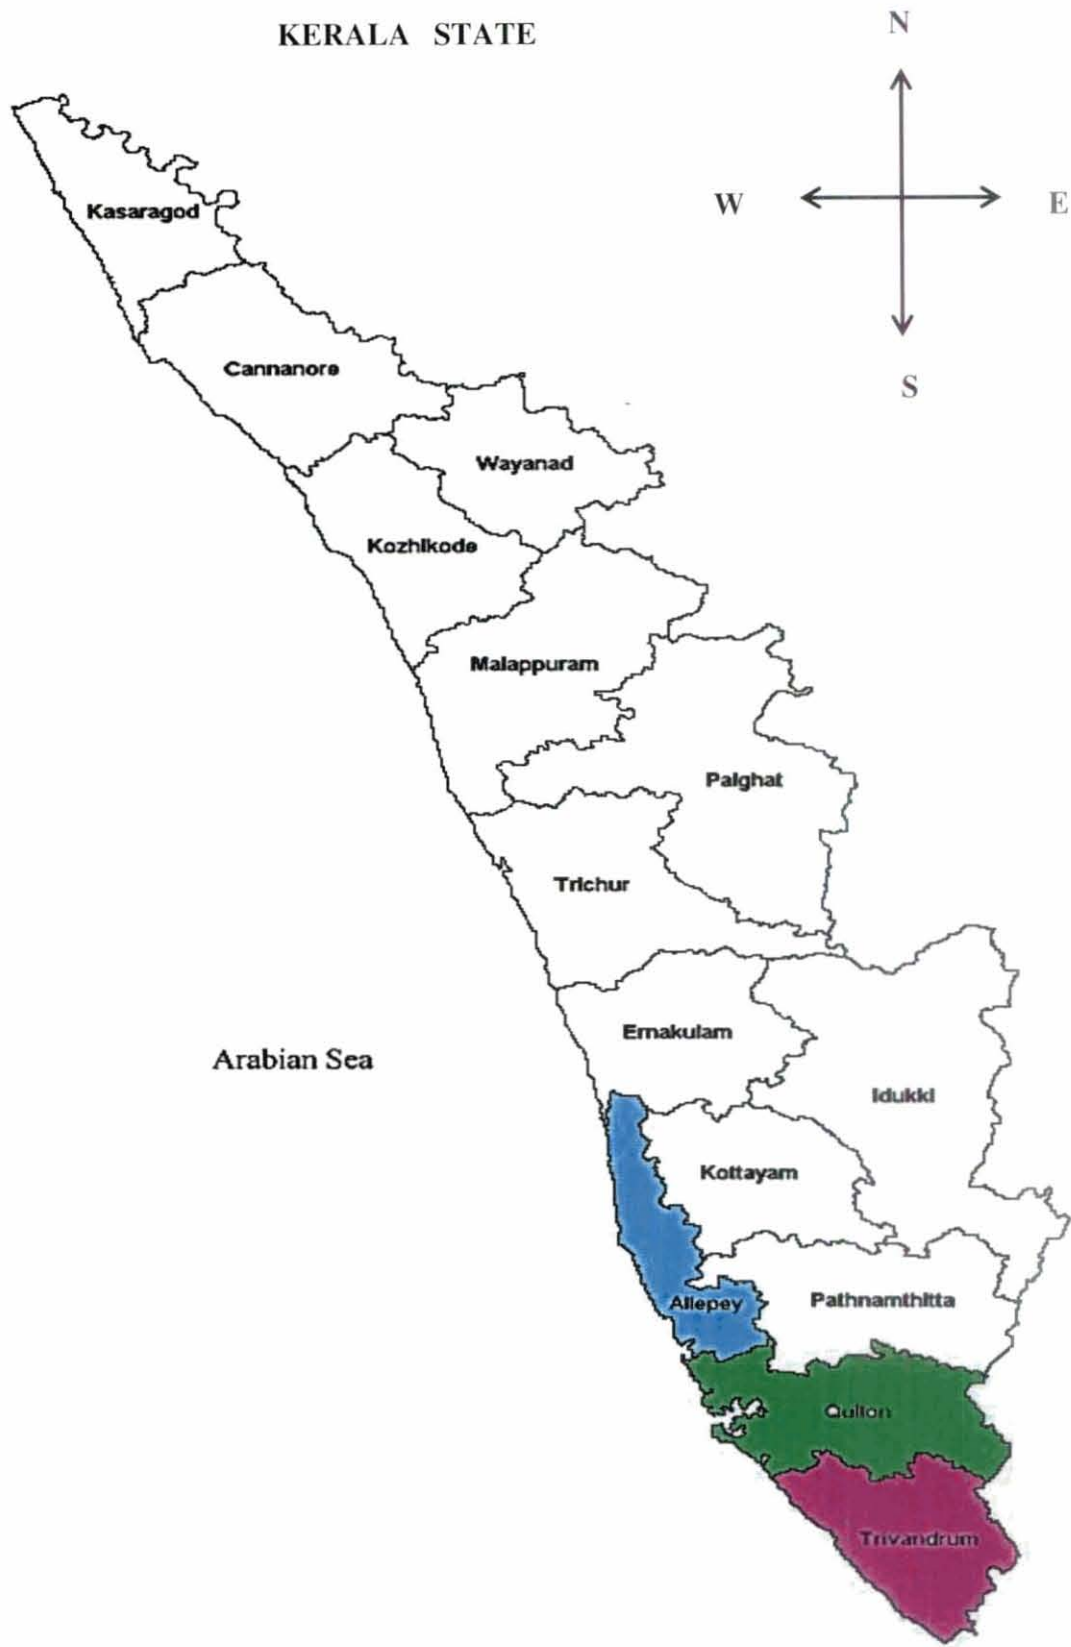 KERALA STATE
N
W
E
S
Kasaragod
Cannanore
Wayanad
Kozhikode
Malappuram
Palghat
Trichur
Ernakulam
Arabian Sea
Idukki
Kottayam
Allepey
Pathnamthitta
Quilon
Trivandrum